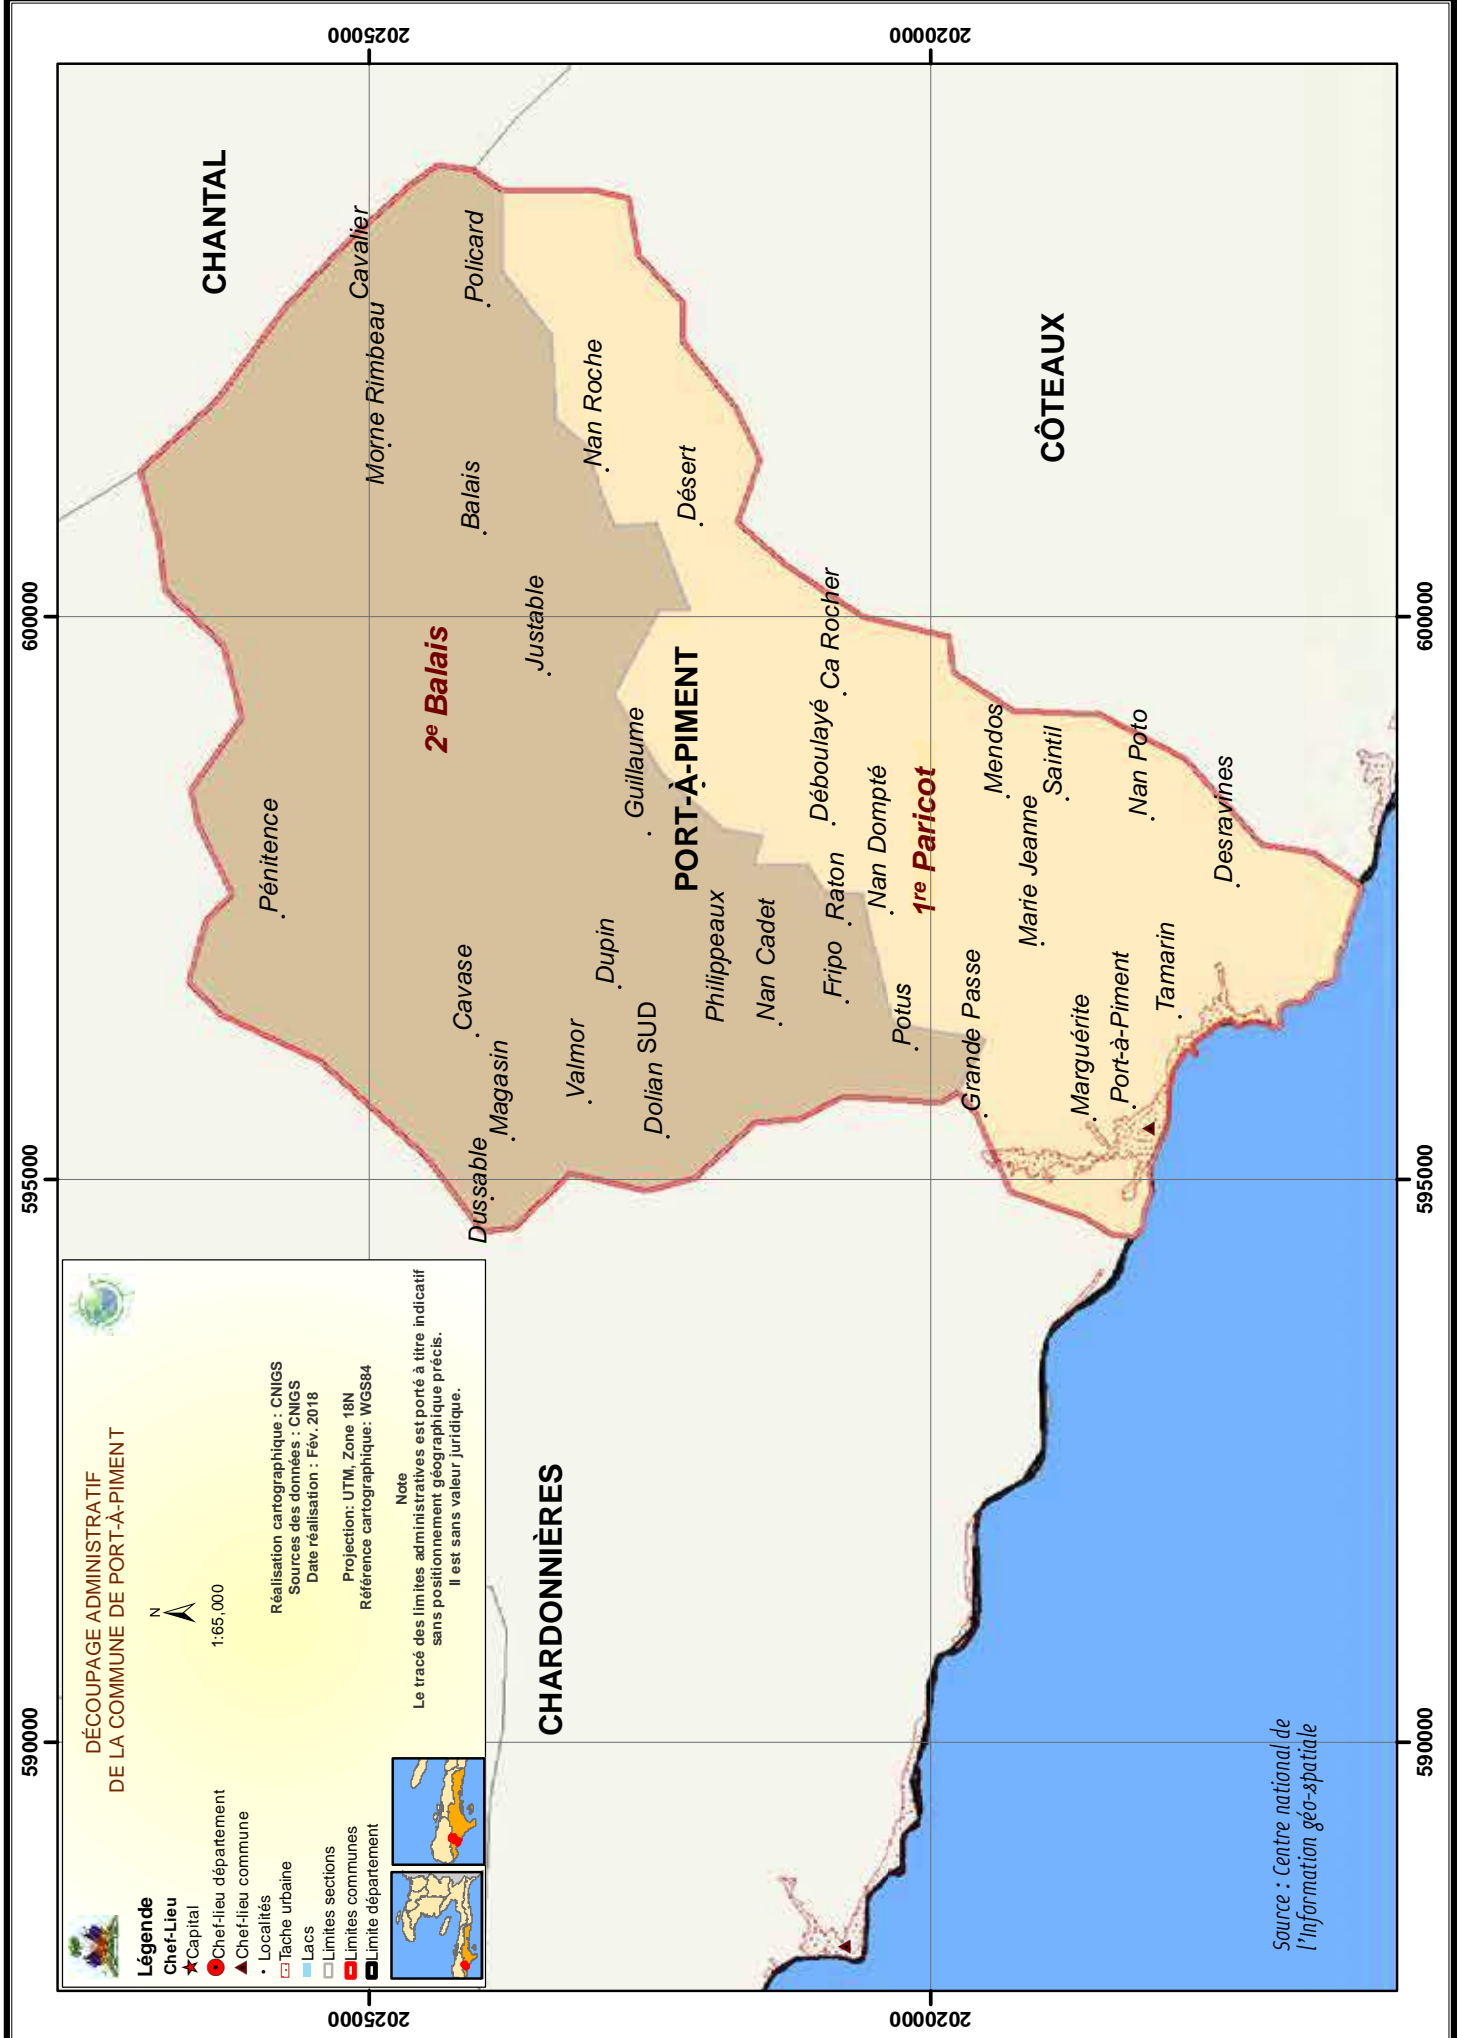 DÉCOUPAGE ADMINISTRATIF
DE LA COMMUNE DE PORT-À-PIMENT
N
1:65,000
Légende
Chef-Lieu
Capital
Chef-lieu département
Chef-lieu commune
Localités
Tache urbaine
Lacs
Limites sections
Limites communes
Limite département
Réalisation cartographique : CNIGS
Sources des données : CNIGS
Date réalisation : Fév. 2018
Projection: UTM, Zone 18N
Référence cartographique: WGS84
Note
Le tracé des limites administratives est porté à titre indicatif
sans positionnement géographique précis.
Il est sans valeur juridique.
590000
595000
600000
2025000
2025000
2020000
2020000
590000
595000
600000
CHANTAL
CHARDONNIÈRES
CÔTEAUX
PORT-À-PIMENT
2e Balais
1re Paricot
Cavalier
Morne Rimbeau
Policard
Balais
Nan Roche
Désert
Justable
Pénitence
Guillaume
Cavase
Magasin
Dussable
Valmor
Dupin
Dolian SUD
Philippeaux
Nan Cadet
Fripo
Raton
Déboulayé
Ca Rocher
Nan Dompté
Potus
Grande Passe
Mendos
Saintil
Marie Jeanne
Nan Poto
Desravines
Marguérite
Port-à-Piment
Tamarin
Source : Centre national de
l'Information géo-spatiale